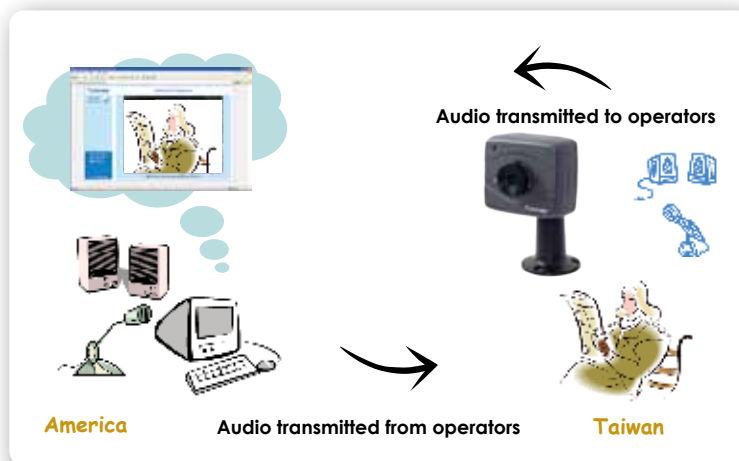 Audio transmitted to operators
America
Audio transmitted from operators
Taiwan